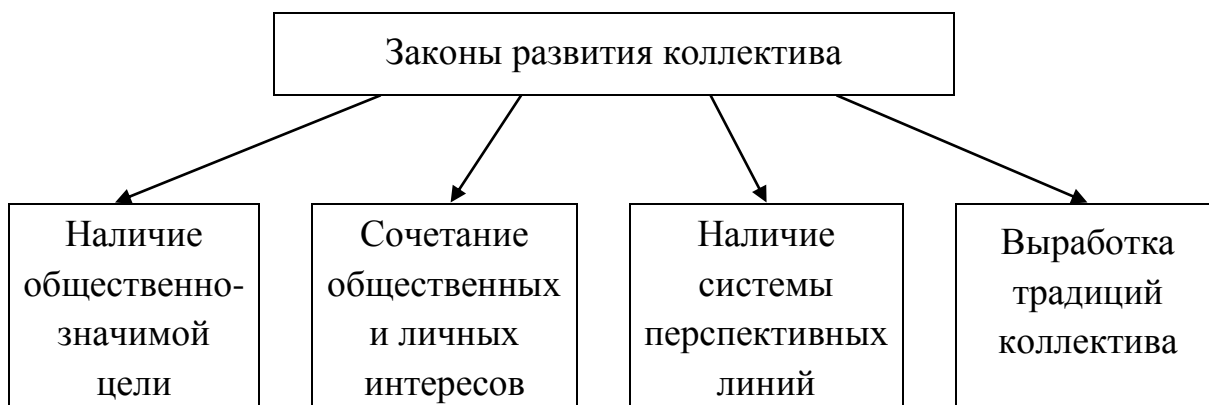 Законы развития коллектива
Наличие
общественно-
значимой
цели
Сочетание
общественных
и личных
интересов
Наличие
системы
перспективных
линий
Выработка
традиций
коллектива